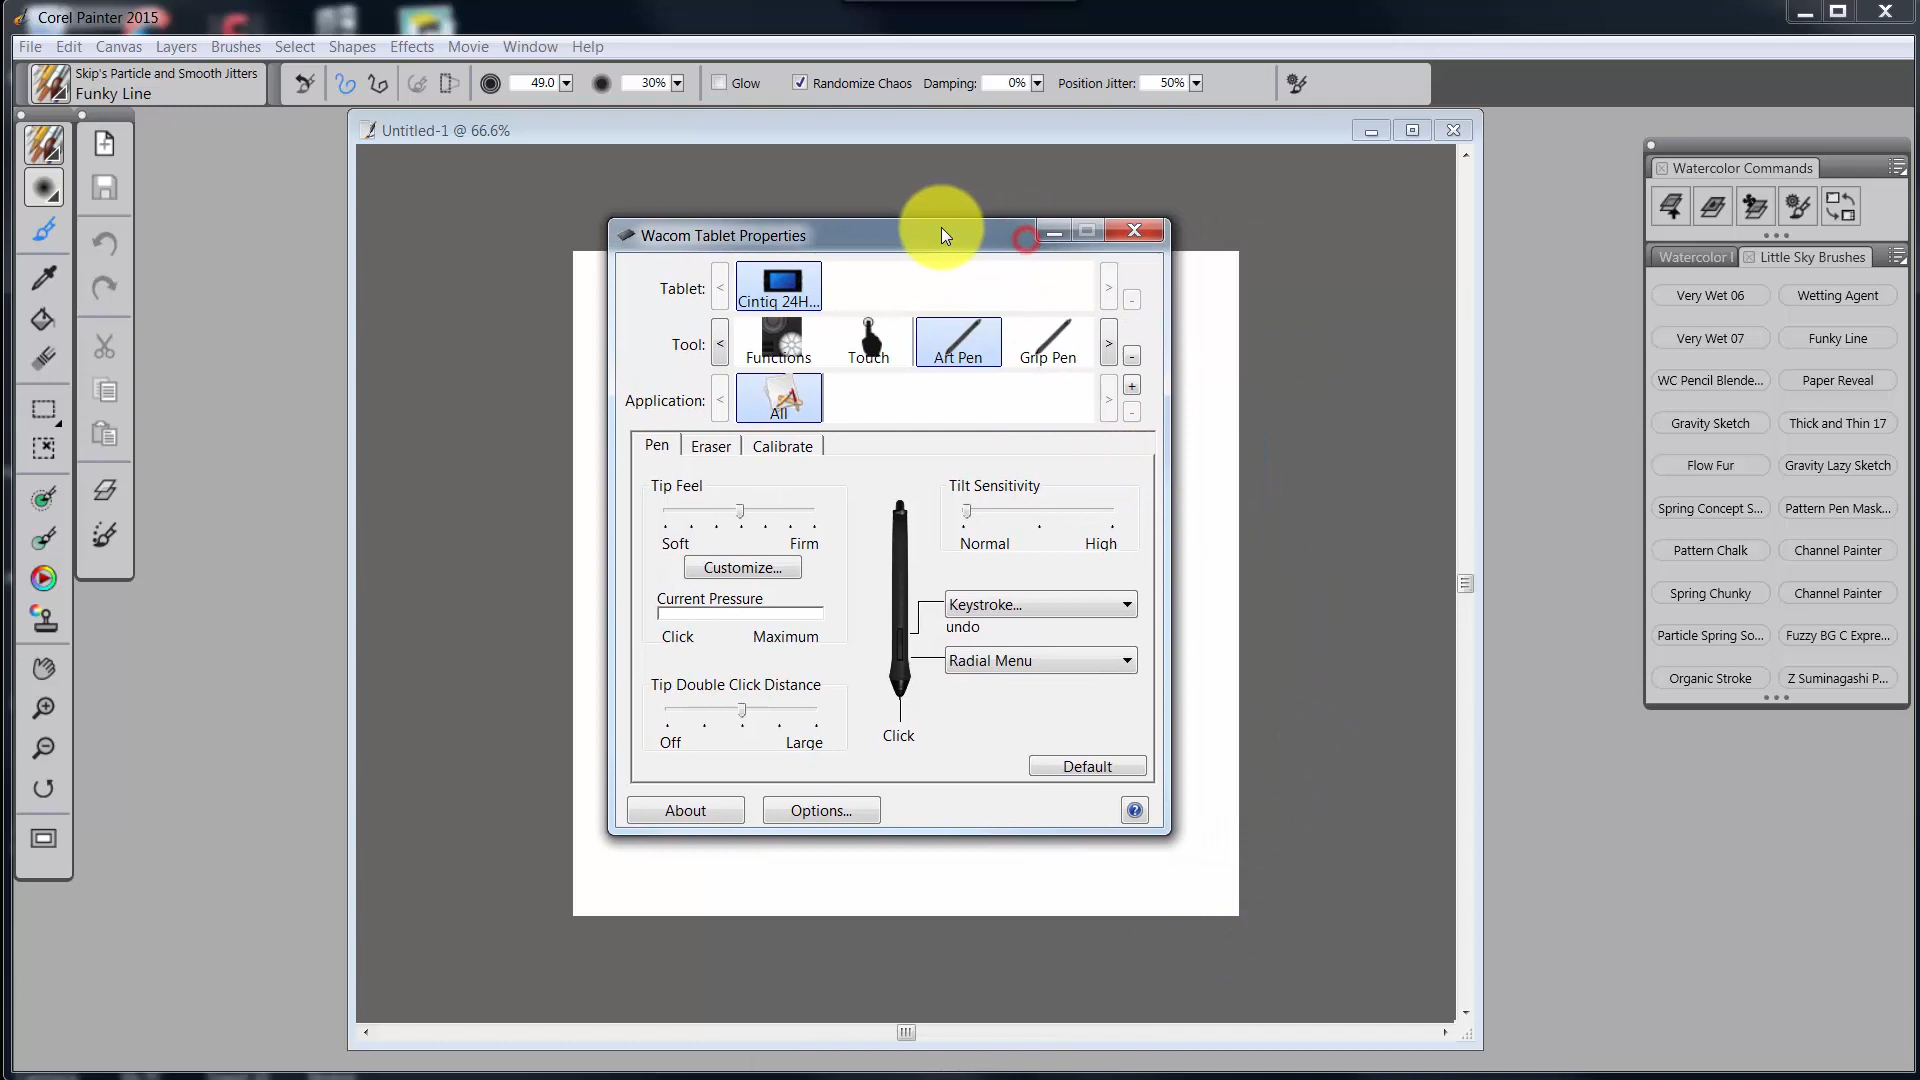 Corel Painter 2015
File Edit Canvas Layers Brushes Select Shapes Effects Movie Window Help
Skip's Particle and Smooth Jitters
Funky Line
49.0 30% Glow Randomize Chaos Damping: 0% Position Jitter: 50%
Untitled-1 @ 66.6%
Wacom Tablet Properties
Tablet: < Cintiq 24H... > -
Tool: < Functions Touch Art Pen Grip Pen > -
Application: < All > + -
Pen Eraser Calibrate
Tip Feel
Soft Firm
Customize...
Current Pressure
Click Maximum
Tip Double Click Distance
Off Large
Tilt Sensitivity
Normal High
Keystroke...
undo
Radial Menu
Click
Default
About Options... ?
Watercolor Commands
Watercolor I Little Sky Brushes
Very Wet 06 Wetting Agent
Very Wet 07 Funky Line
WC Pencil Blende... Paper Reveal
Gravity Sketch Thick and Thin 17
Flow Fur Gravity Lazy Sketch
Spring Concept S... Pattern Pen Mask...
Pattern Chalk Channel Painter
Spring Chunky Channel Painter
Particle Spring So... Fuzzy BG C Expre...
Organic Stroke Z Suminagashi P...